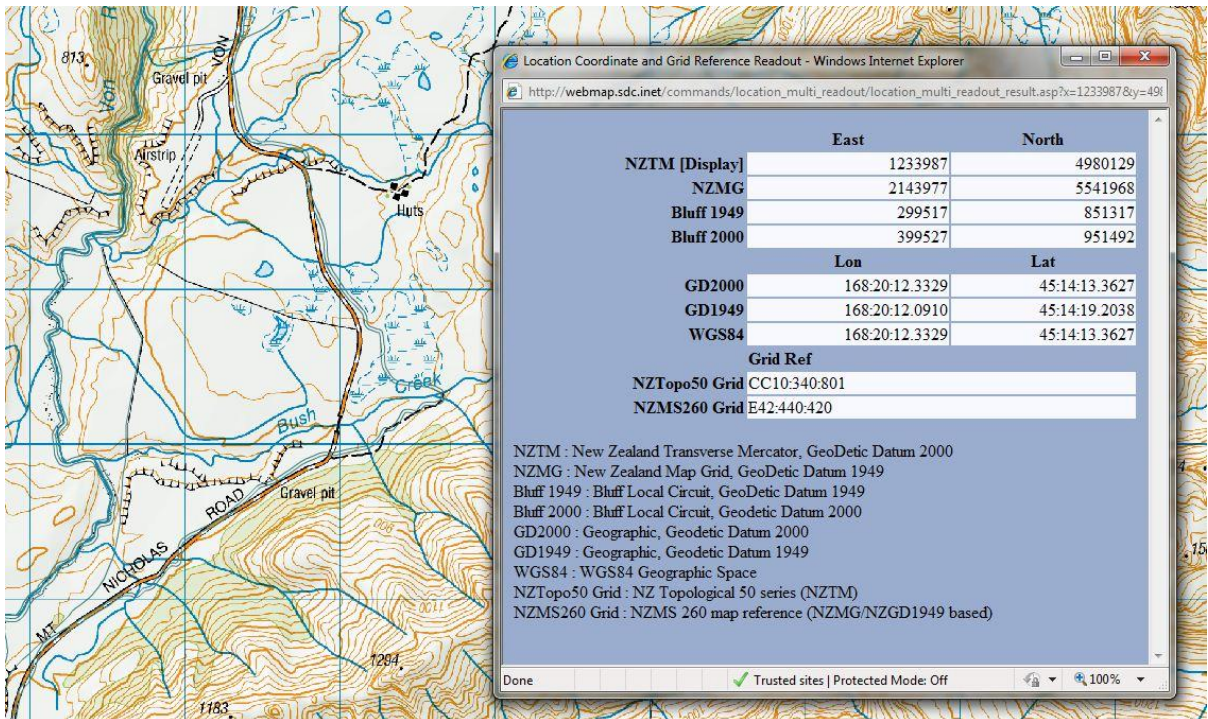 813
Von
VON
Gravel pit
Airstrip
Huts
Creek
Bush
Gravel pit
ROAD
NICHOLAS
MT
900
1100
1294
1183
Location Coordinate and Grid Reference Readout - Windows Internet Explorer
http://webmap.sdc.inet/commands/location_multi_readout/location_multi_readout_result.asp?x=1233987&y=498
East North
NZTM [Display] 1233987 4980129
NZMG 2143977 5541968
Bluff 1949 299517 851317
Bluff 2000 399527 951492
Lon Lat
GD2000 168:20:12.3329 45:14:13.3627
GD1949 168:20:12.0910 45:14:19.2038
WGS84 168:20:12.3329 45:14:13.3627
Grid Ref
NZTopo50 Grid CC10:340:801
NZMS260 Grid E42:440:420
NZTM : New Zealand Transverse Mercator, GeoDetic Datum 2000
NZMG : New Zealand Map Grid, GeoDetic Datum 1949
Bluff 1949 : Bluff Local Circuit, GeoDetic Datum 1949
Bluff 2000 : Bluff Local Circuit, Geodetic Datum 2000
GD2000 : Geographic, Geodetic Datum 2000
GD1949 : Geographic, Geodetic Datum 1949
WGS84 : WGS84 Geographic Space
NZTopo50 Grid : NZ Topological 50 series (NZTM)
NZMS260 Grid : NZMS 260 map reference (NZMG/NZGD1949 based)
Done
Trusted sites | Protected Mode: Off
100%